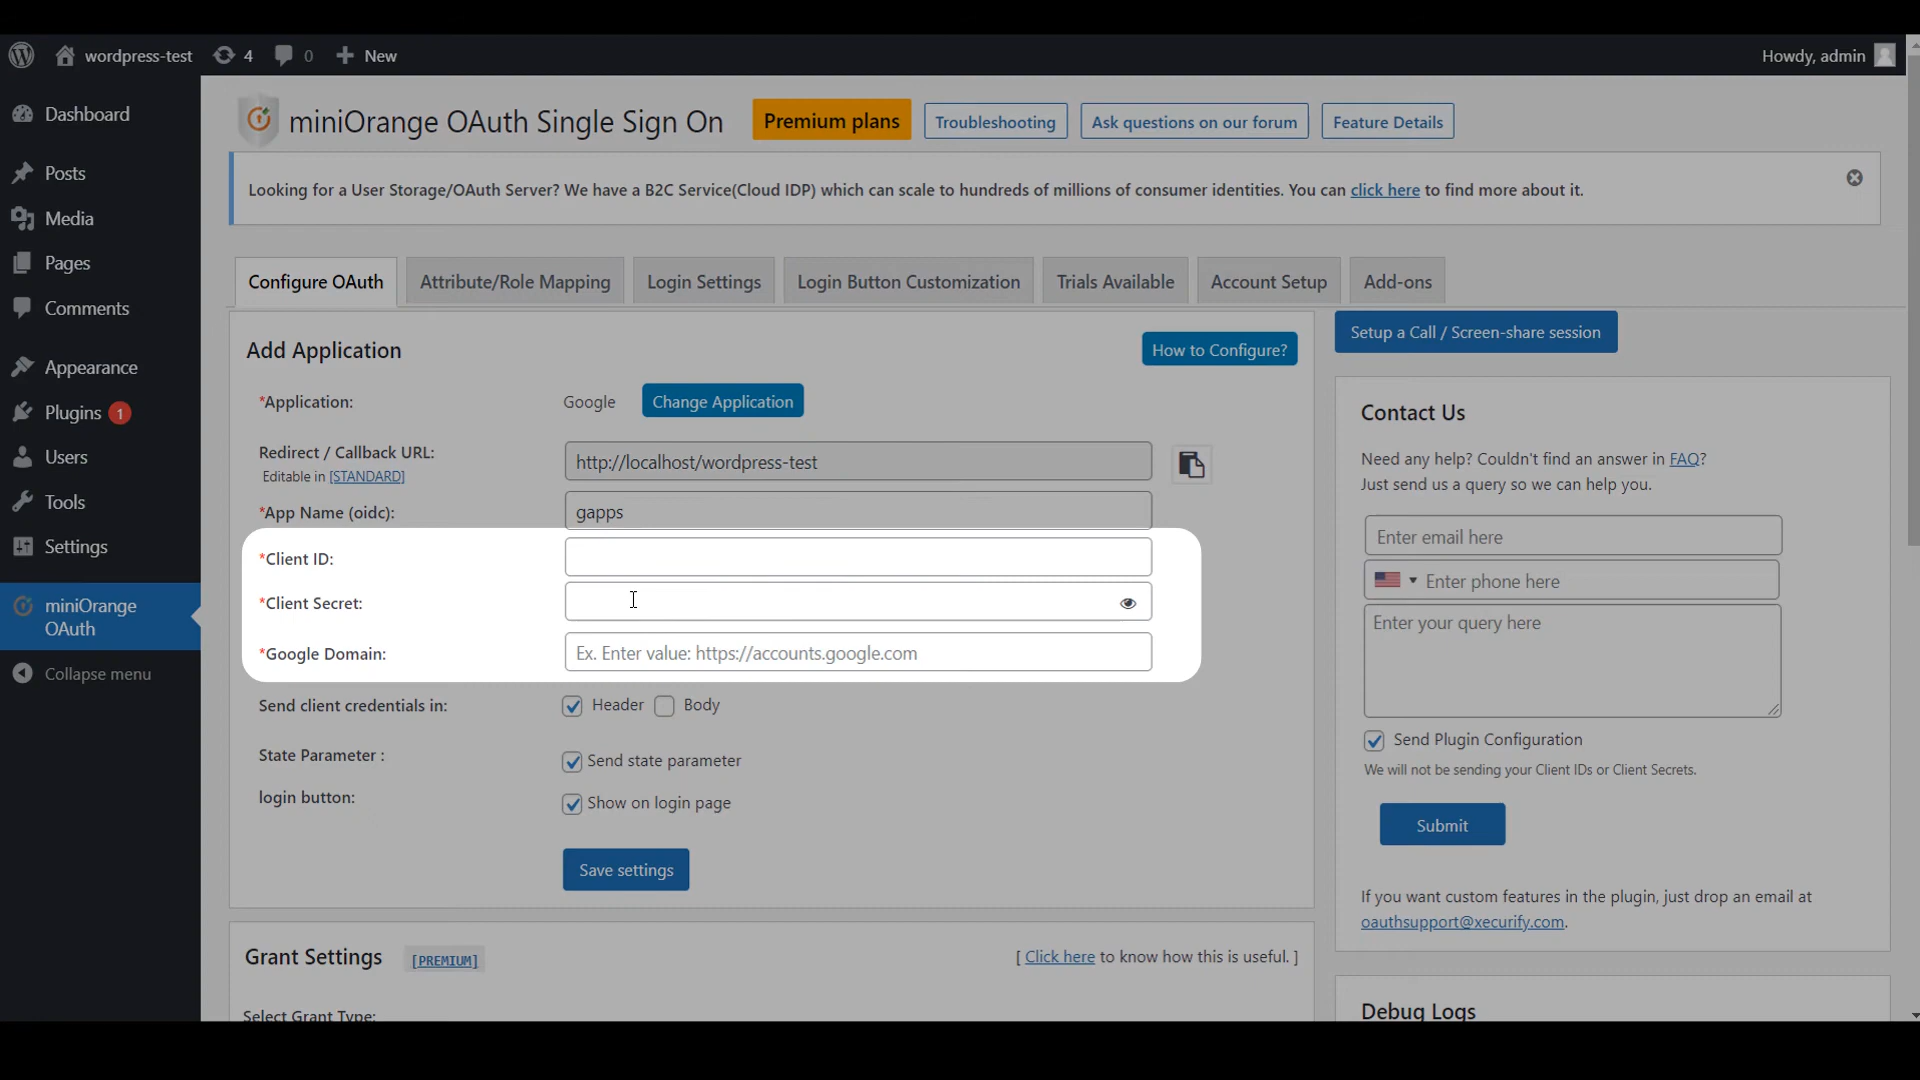 wordpress-test
4
0
New
Howdy, admin
Dashboard
Posts
Media
Pages
Comments
Appearance
Plugins 1
Users
Tools
Settings
miniOrange
OAuth
Collapse menu
miniOrange OAuth Single Sign On
Premium plans
Troubleshooting
Ask questions on our forum
Feature Details
Looking for a User Storage/OAuth Server? We have a B2C Service(Cloud IDP) which can scale to hundreds of millions of consumer identities. You can click here to find more about it.
Configure OAuth
Attribute/Role Mapping
Login Settings
Login Button Customization
Trials Available
Account Setup
Add-ons
Add Application
How to Configure?
*Application:
Google
Change Application
Redirect / Callback URL:
Editable in [STANDARD]
http://localhost/wordpress-test
*App Name (oidc):
gapps
*Client ID:
*Client Secret:
*Google Domain:
Ex. Enter value: https://accounts.google.com
Send client credentials in:
Header
Body
State Parameter :
Send state parameter
login button:
Show on login page
Save settings
Grant Settings
[PREMIUM]
[ Click here to know how this is useful. ]
Select Grant Type:
Setup a Call / Screen-share session
Contact Us
Need any help? Couldn't find an answer in FAQ?
Just send us a query so we can help you.
Enter email here
Enter phone here
Enter your query here
Send Plugin Configuration
We will not be sending your Client IDs or Client Secrets.
Submit
If you want custom features in the plugin, just drop an email at
oauthsupport@xecurify.com.
Debug Logs